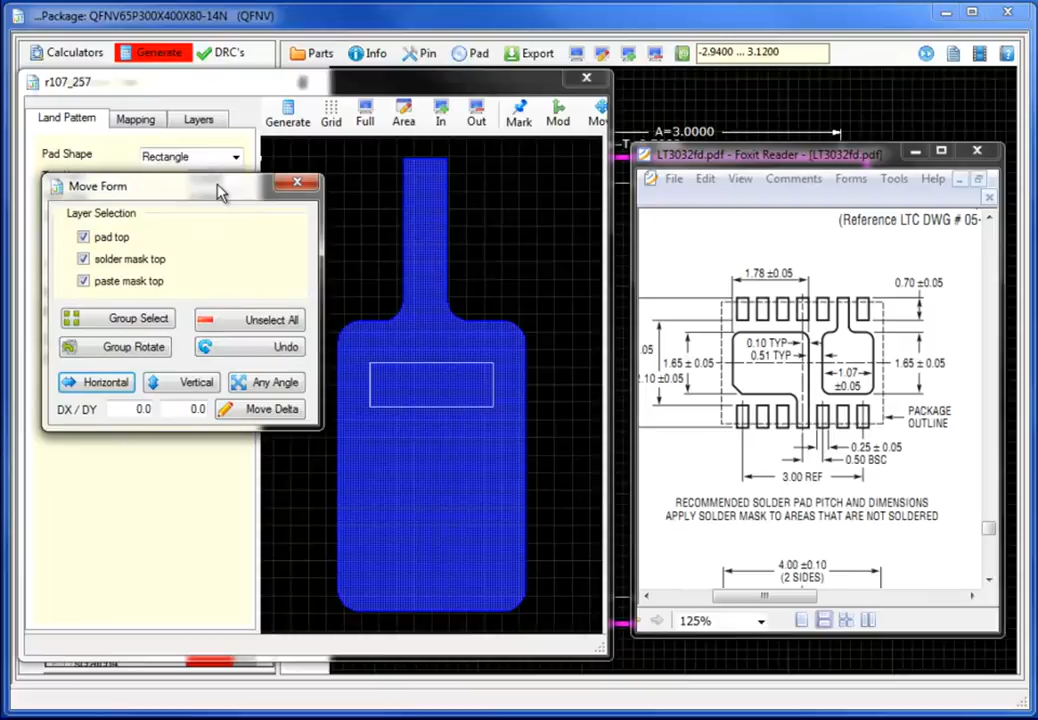 ...Package: QFNV65P300X400X80-14N (QFNV)
Calculators Generate DRC's Parts Info Pin Pad Export -2.9400 ... 3.1200
r107_257
Land Pattern Mapping Layers
Generate Grid Full Area In Out Mark Mod Mov
Pad Shape Rectangle
Move Form
Layer Selection
pad top
solder mask top
paste mask top
Group Select Unselect All
Group Rotate Undo
Horizontal Vertical Any Angle
DX / DY 0.0 0.0 Move Delta
A=3.0000
LT3032fd.pdf - Foxit Reader - [LT3032fd.pdf]
File Edit View Comments Forms Tools Help
(Reference LTC DWG # 05-
1.78 ±0.05
0.70 ±0.05
0.10 TYP
0.51 TYP
.05
1.65 ± 0.05
1.65 ± 0.05
.10 ±0.05
1.07
±0.05
PACKAGE
OUTLINE
0.25 ± 0.05
0.50 BSC
3.00 REF
RECOMMENDED SOLDER PAD PITCH AND DIMENSIONS
APPLY SOLDER MASK TO AREAS THAT ARE NOT SOLDERED
4.00 ±0.10
(2 SIDES)
125%